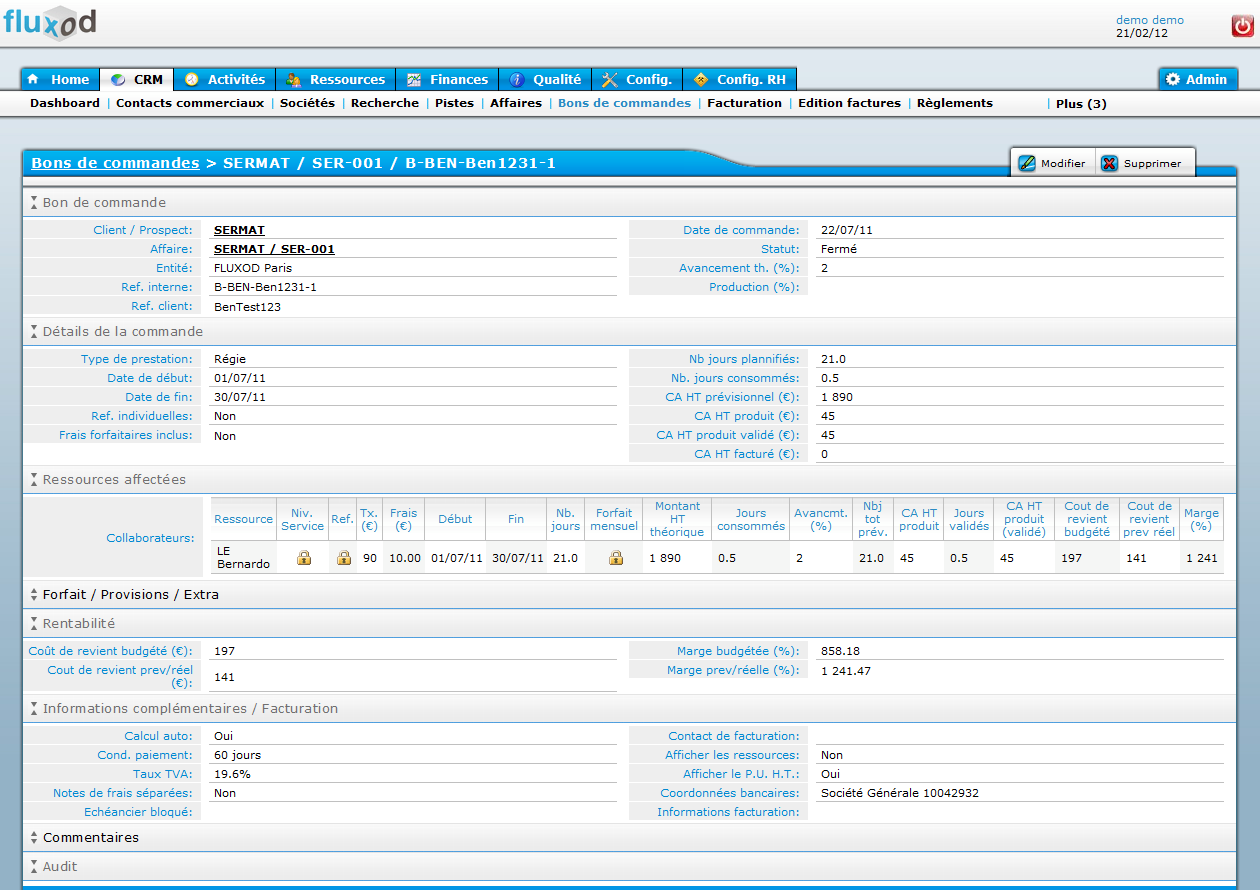 fluxod
demo demo
21/02/12
Home CRM Activités Ressources Finances Qualité Config. Config. RH Admin
Dashboard | Contacts commerciaux | Sociétés | Recherche | Pistes | Affaires | Bons de commandes | Facturation | Edition factures | Règlements | Plus (3)
Bons de commandes > SERMAT / SER-001 / B-BEN-Ben1231-1
Modifier Supprimer
Bon de commande
Client / Prospect: SERMAT
Affaire: SERMAT / SER-001
Entité: FLUXOD Paris
Ref. interne: B-BEN-Ben1231-1
Ref. client: BenTest123
Date de commande: 22/07/11
Statut: Fermé
Avancement th. (%): 2
Production (%):
Détails de la commande
Type de prestation: Régie
Date de début: 01/07/11
Date de fin: 30/07/11
Ref. individuelles: Non
Frais forfaitaires inclus: Non
Nb jours plannifiés: 21.0
Nb. jours consommés: 0.5
CA HT prévisionnel (€): 1 890
CA HT produit (€): 45
CA HT produit validé (€): 45
CA HT facturé (€): 0
Ressources affectées
Collaborateurs:
Ressource Niv. Service Ref. Tx. (€) Frais (€) Début Fin Nb. jours Forfait mensuel Montant HT théorique Jours consommés Avancmt. (%) Nbj tot prév. CA HT produit Jours validés CA HT produit (validé) Cout de revient budgété Cout de revient prev réel Marge (%)
LE Bernardo 90 10.00 01/07/11 30/07/11 21.0 1 890 0.5 2 21.0 45 0.5 45 197 141 1 241
Forfait / Provisions / Extra
Rentabilité
Coût de revient budgété (€): 197
Cout de revient prev/réel (€): 141
Marge budgétée (%): 858.18
Marge prev/réelle (%): 1 241.47
Informations complémentaires / Facturation
Calcul auto: Oui
Cond. paiement: 60 jours
Taux TVA: 19.6%
Notes de frais séparées: Non
Echéancier bloqué:
Contact de facturation:
Afficher les ressources: Non
Afficher le P.U. H.T.: Oui
Coordonnées bancaires: Société Générale 10042932
Informations facturation:
Commentaires
Audit